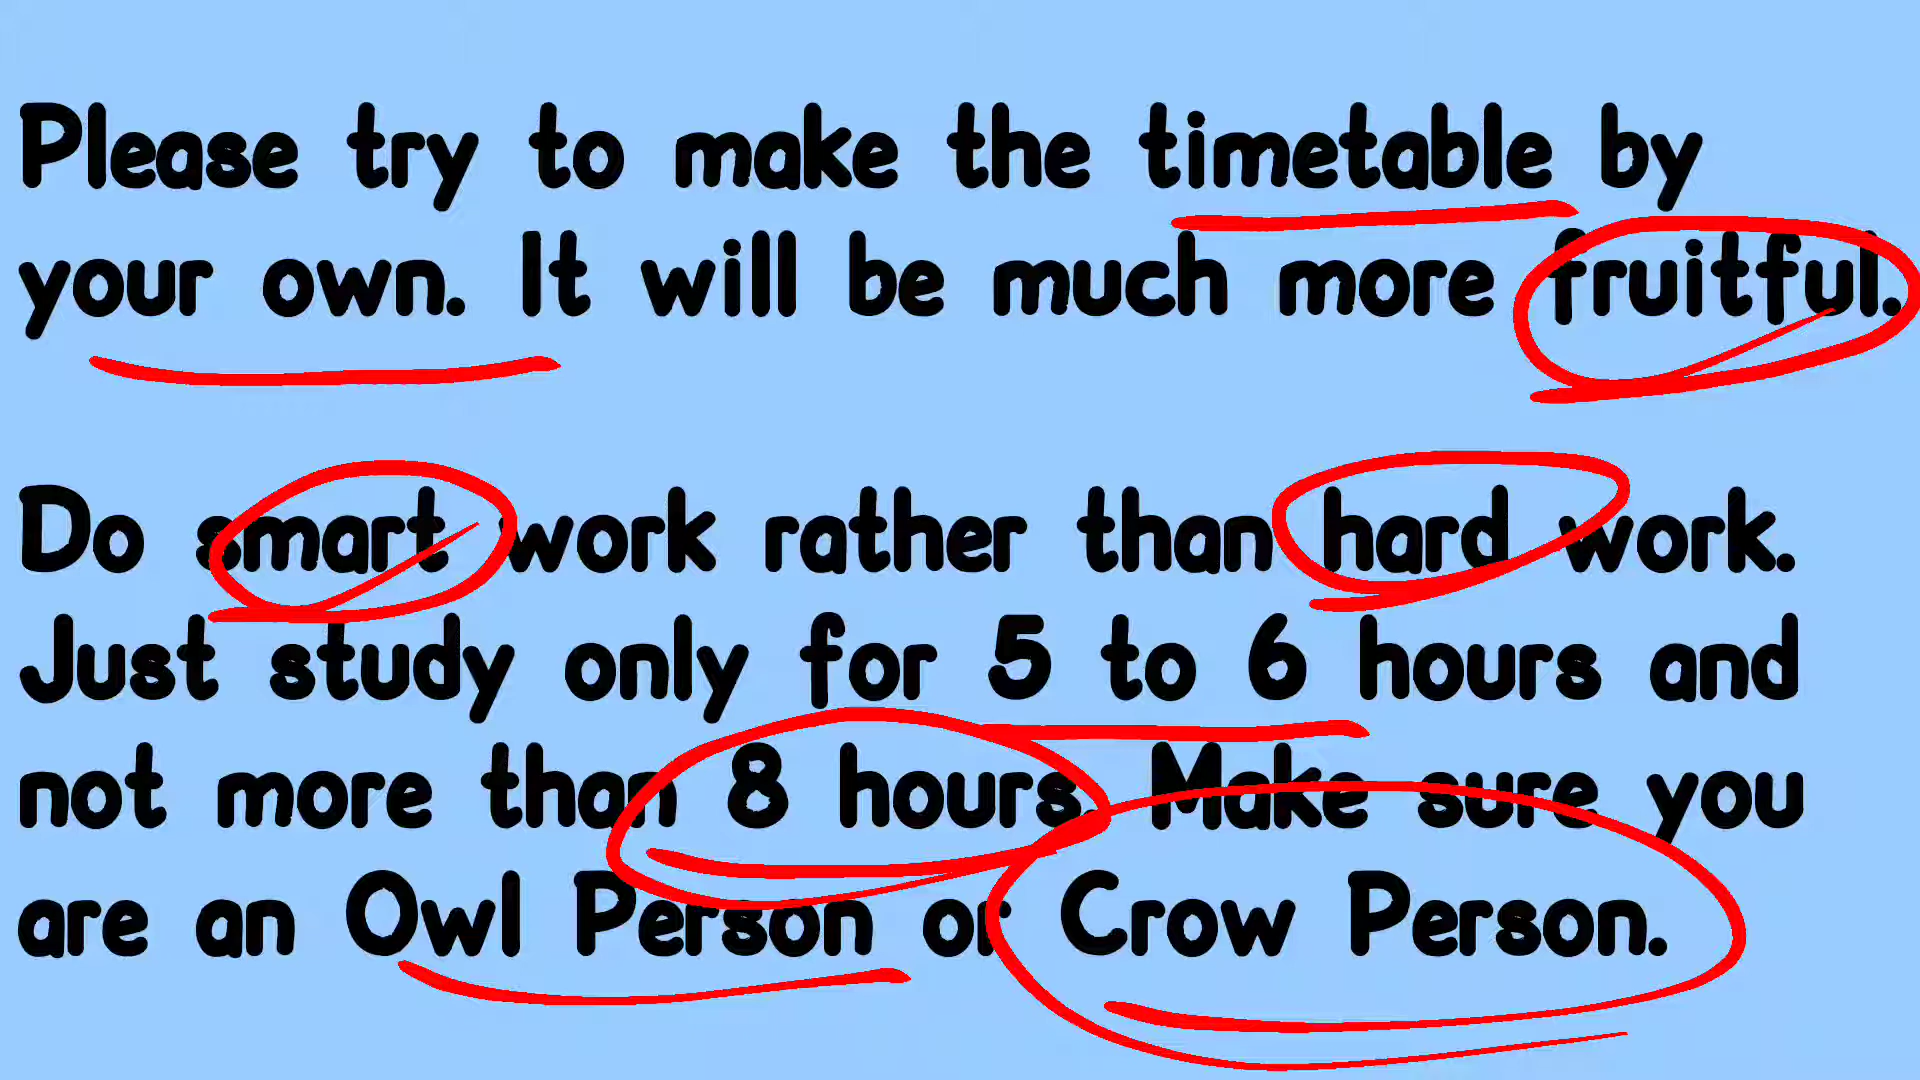 Please try to make the timetable by
your own. It will be much more fruitful.
Do smart work rather than hard work.
Just study only for 5 to 6 hours and
not more than 8 hours. Make sure you
are an Owl Person or Crow Person.